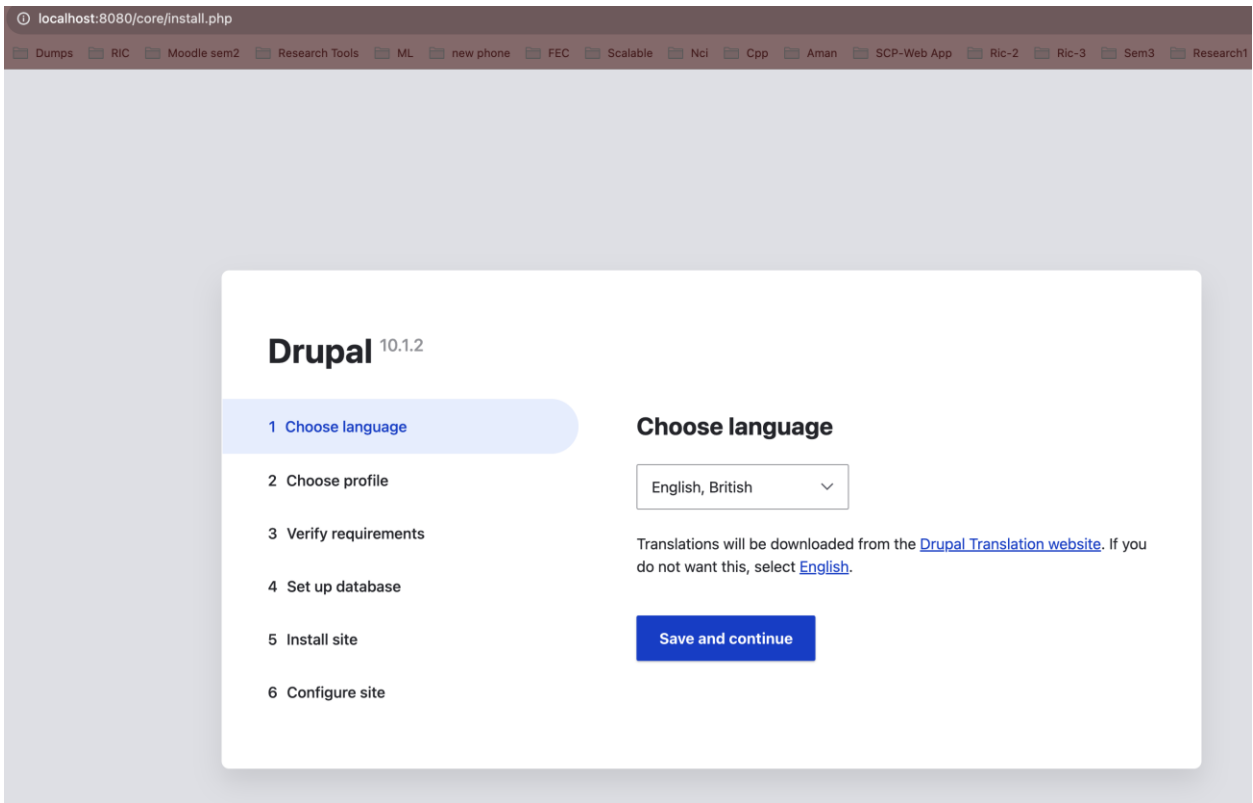 localhost:8080/core/install.php
Dumps RIC Moodle sem2 Research Tools ML new phone FEC Scalable Nci Cpp Aman SCP-Web App Ric-2 Ric-3 Sem3 Research1
Drupal 10.1.2
1 Choose language
2 Choose profile
3 Verify requirements
4 Set up database
5 Install site
6 Configure site
Choose language
English, British
Translations will be downloaded from the Drupal Translation website. If you
do not want this, select English.
Save and continue